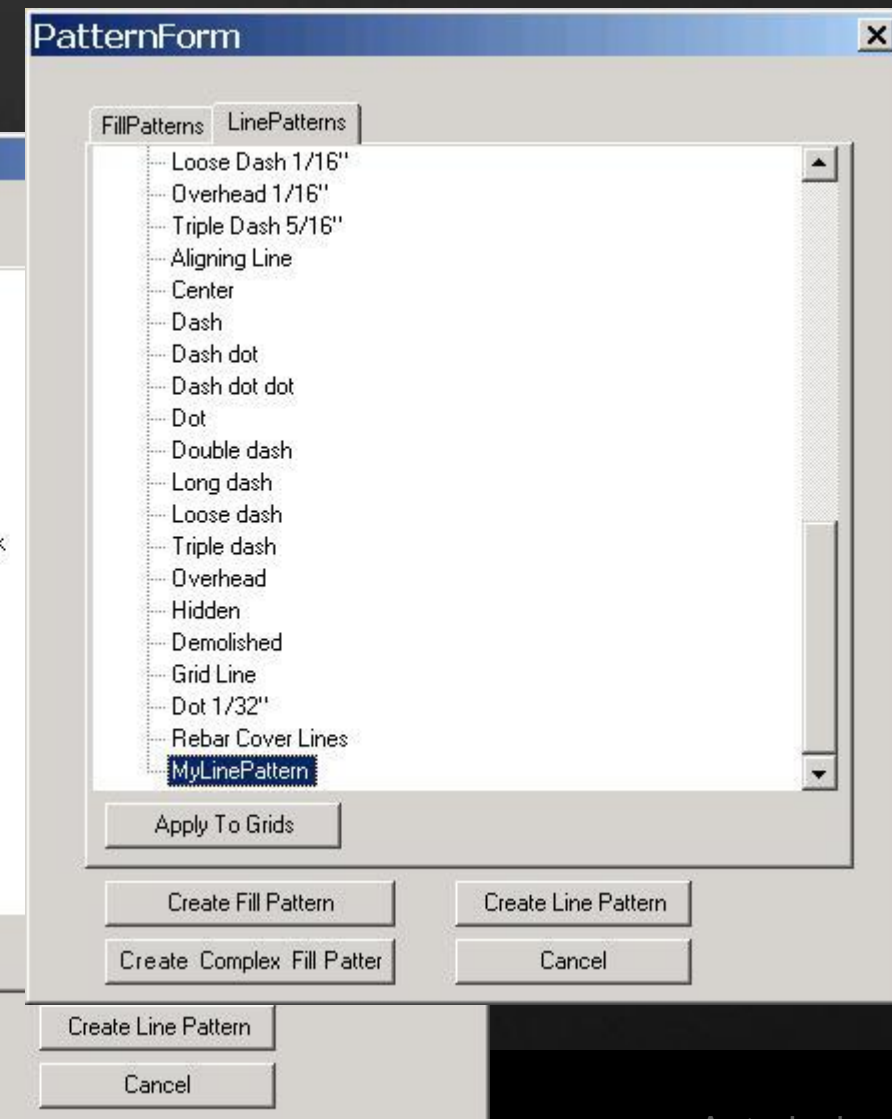 PatternForm
FillPatterns LinePatterns
Loose Dash 1/16"
Overhead 1/16"
Triple Dash 5/16"
Aligning Line
Center
Dash
Dash dot
Dash dot dot
Dot
Double dash
Long dash
Loose dash
Triple dash
Overhead
Hidden
Demolished
Grid Line
Dot 1/32"
Rebar Cover Lines
MyLinePattern
Apply To Grids
Create Fill Pattern Create Line Pattern
Create Complex Fill Patter Cancel
Create Line Pattern
Cancel